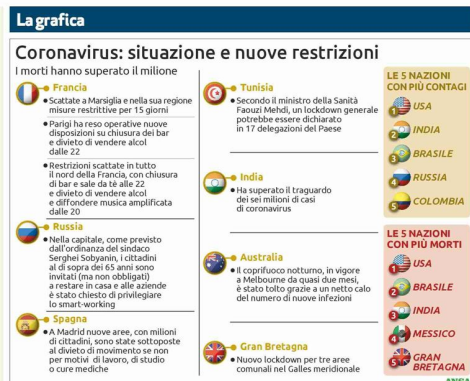 La grafica
Coronavirus: situazione e nuove restrizioni
I morti hanno superato il milione
Francia
• Scattate a Marsiglia e nella sua regione
misure restrittive per 15 giorni
• Parigi ha reso operative nuove
disposizioni su chiusura dei bar
e divieto di vendere alcol
dalle 22
• Restrizioni scattate in tutto
il nord della Francia, con chiusura
di bar e sale da tè alle 22
e divieto di vendere alcol
e diffondere musica amplificata
dalle 20
Russia
• Nella capitale, come previsto
dall'ordinanza del sindaco
Serghei Sobyanin, i cittadini
al di sopra dei 65 anni sono
invitati (ma non obbligati)
a restare in casa e alle aziende
è stato chiesto di privilegiare
lo smart-working
Spagna
• A Madrid nuove aree, con milioni
di cittadini, sono state sottoposte
al divieto di movimento se non
per motivi di lavoro, di studio
o cure mediche
Tunisia
• Secondo il ministro della Sanità
Faouzi Mehdi, un lockdown generale
potrebbe essere dichiarato
in 17 delegazioni del Paese
India
• Ha superato il traguardo
dei sei milioni di casi
di coronavirus
Australia
• Il coprifuoco notturno, in vigore
a Melbourne da quasi due mesi,
è stato tolto grazie a un netto calo
del numero di nuove infezioni
Gran Bretagna
• Nuovo lockdown per tre aree
comunali nel Galles meridionale
LE 5 NAZIONI
CON PIÙ CONTAGI
1 USA
2 INDIA
3 BRASILE
4 RUSSIA
5 COLOMBIA
LE 5 NAZIONI
CON PIÙ MORTI
1 USA
2 BRASILE
3 INDIA
4 MESSICO
5 GRAN
BRETAGNA
ANSA